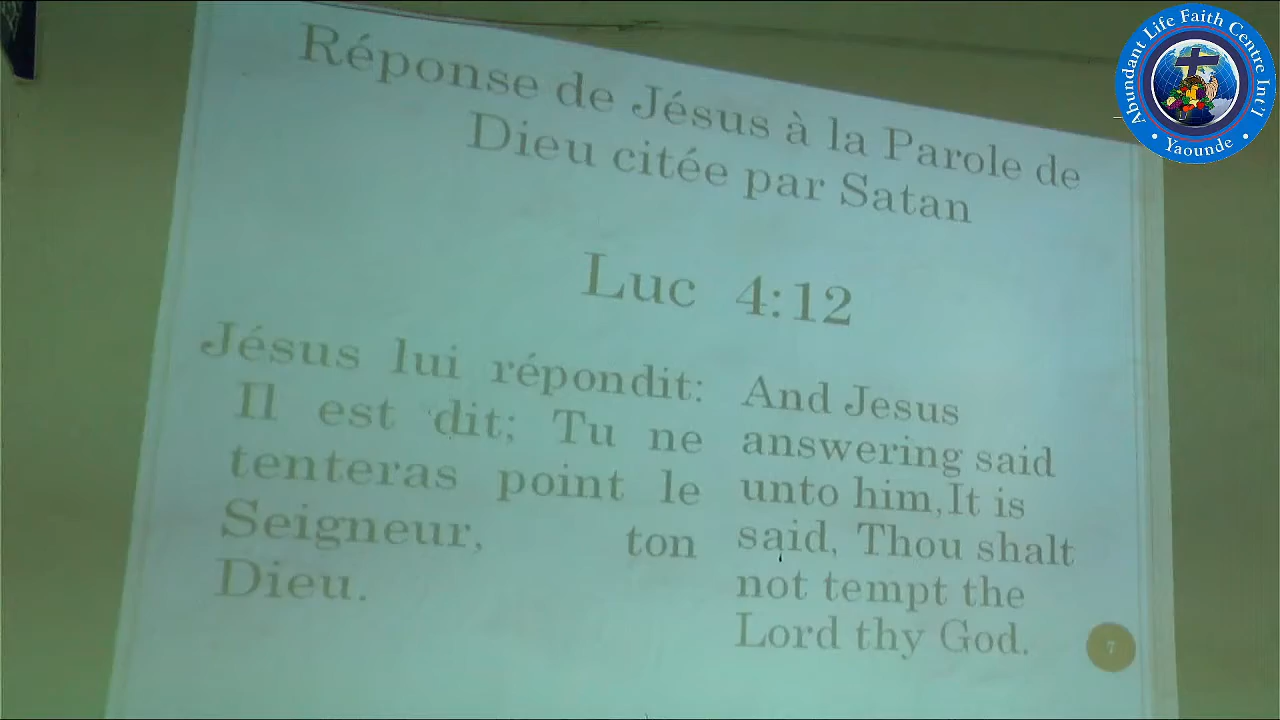 Réponse de Jésus à la Parole de
Dieu citée par Satan
Luc 4:12
Jésus lui répondit:
Il est dit; Tu ne
tenteras point le
Seigneur, ton
Dieu.
And Jesus
answering said
unto him,It is
said, Thou shalt
not tempt the
Lord thy God.
7
Abundant Life Faith Centre Int'l
• Yaounde •